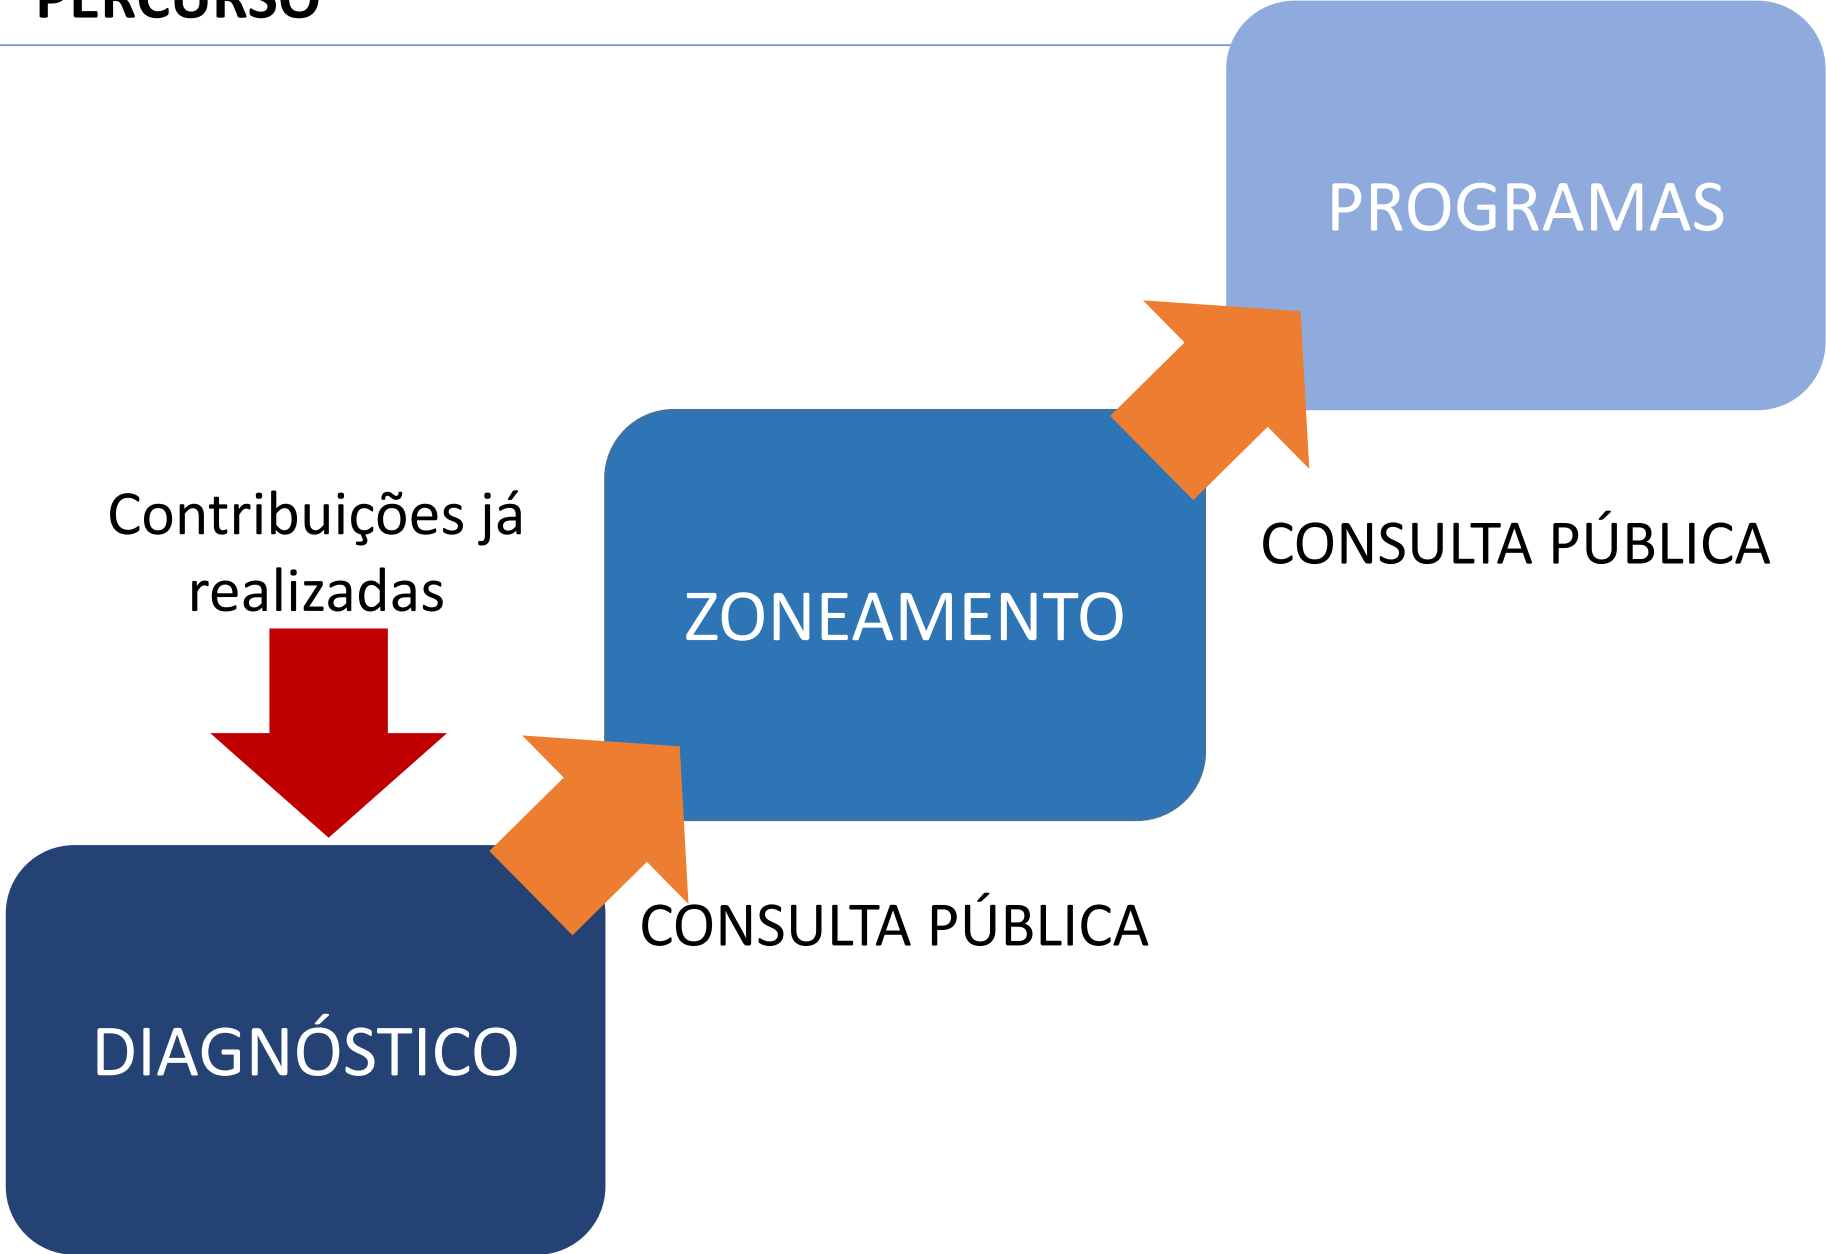 PERCURSO
PROGRAMAS
Contribuições já
realizadas
CONSULTA PÚBLICA
ZONEAMENTO
CONSULTA PÚBLICA
DIAGNÓSTICO